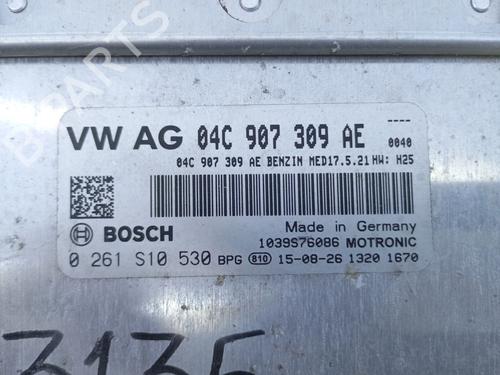 B-PARTS
VW AG 04C 907 309 AE ----
0040
04C 907 309 AE BENZIN MED17.5.21 HW: H25
Made in Germany
BOSCH 1039S76086 MOTRONIC
0 261 S10 530 BPG 810 15-08-26 1320 1670